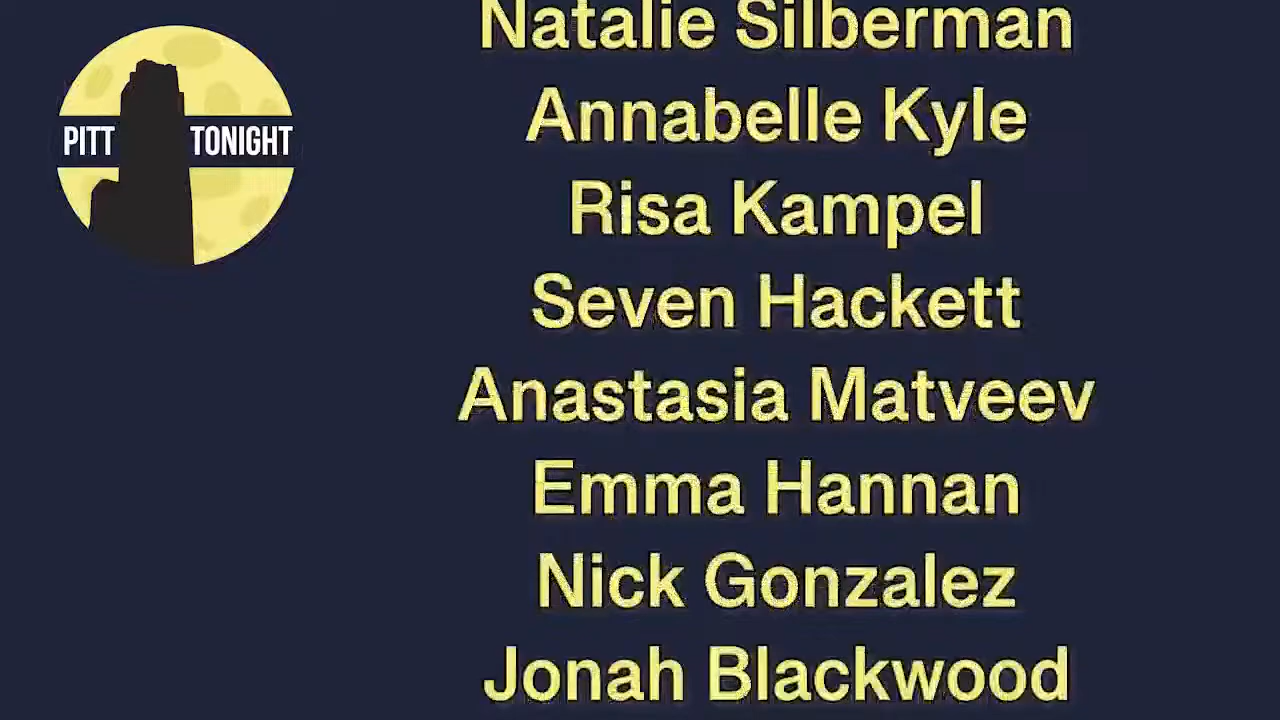 PITT TONIGHT
Natalie Silberman
Annabelle Kyle
Risa Kampel
Seven Hackett
Anastasia Matveev
Emma Hannan
Nick Gonzalez
Jonah Blackwood